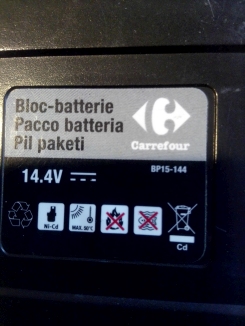 Bloc-batterie
Pacco batteria
Pil paketi
Carrefour
BP15-144
14.4V
Ni-Cd
MAX. 50°C
Cd